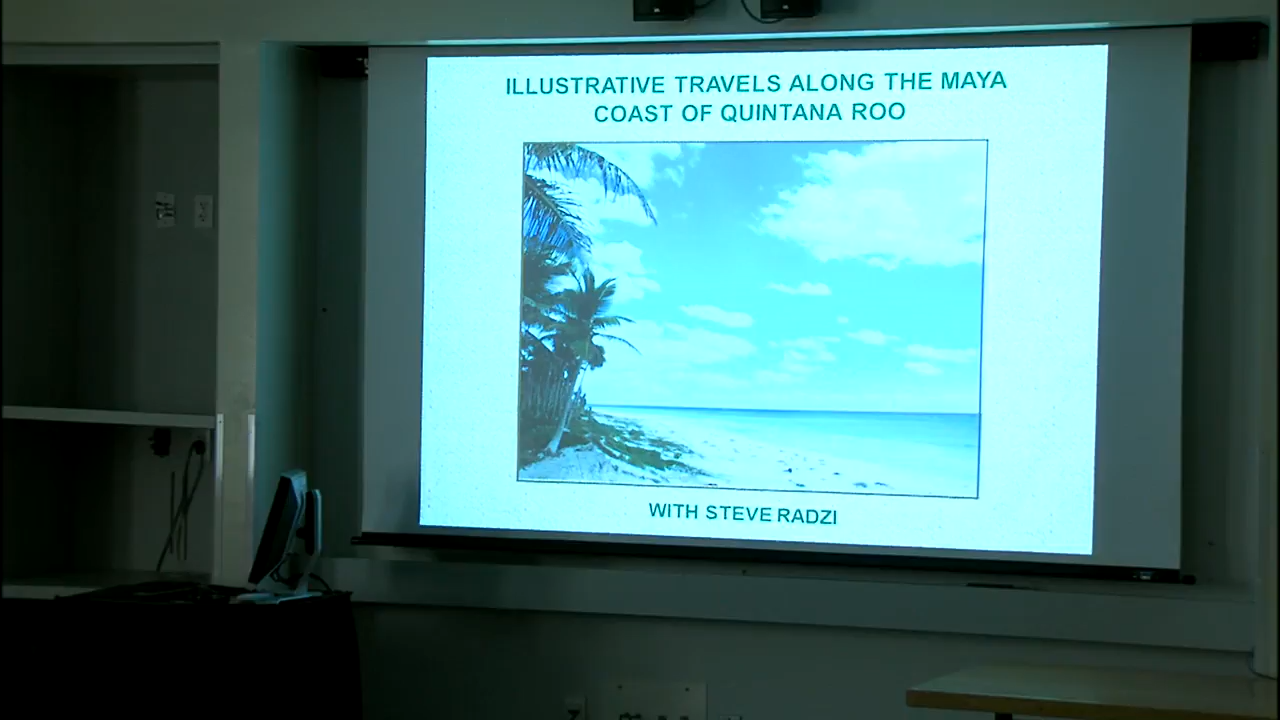 ILLUSTRATIVE TRAVELS ALONG THE MAYA
COAST OF QUINTANA ROO
WITH STEVE RADZI